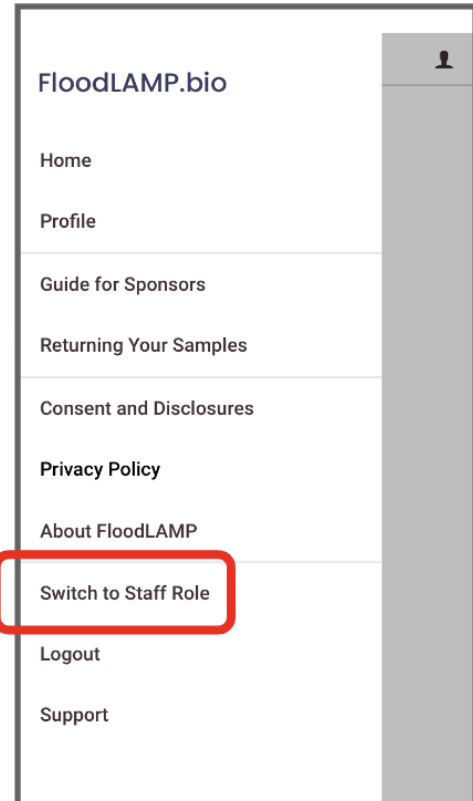 FloodLAMP.bio
Home
Profile
Guide for Sponsors
Returning Your Samples
Consent and Disclosures
Privacy Policy
About FloodLAMP
Switch to Staff Role
Logout
Support